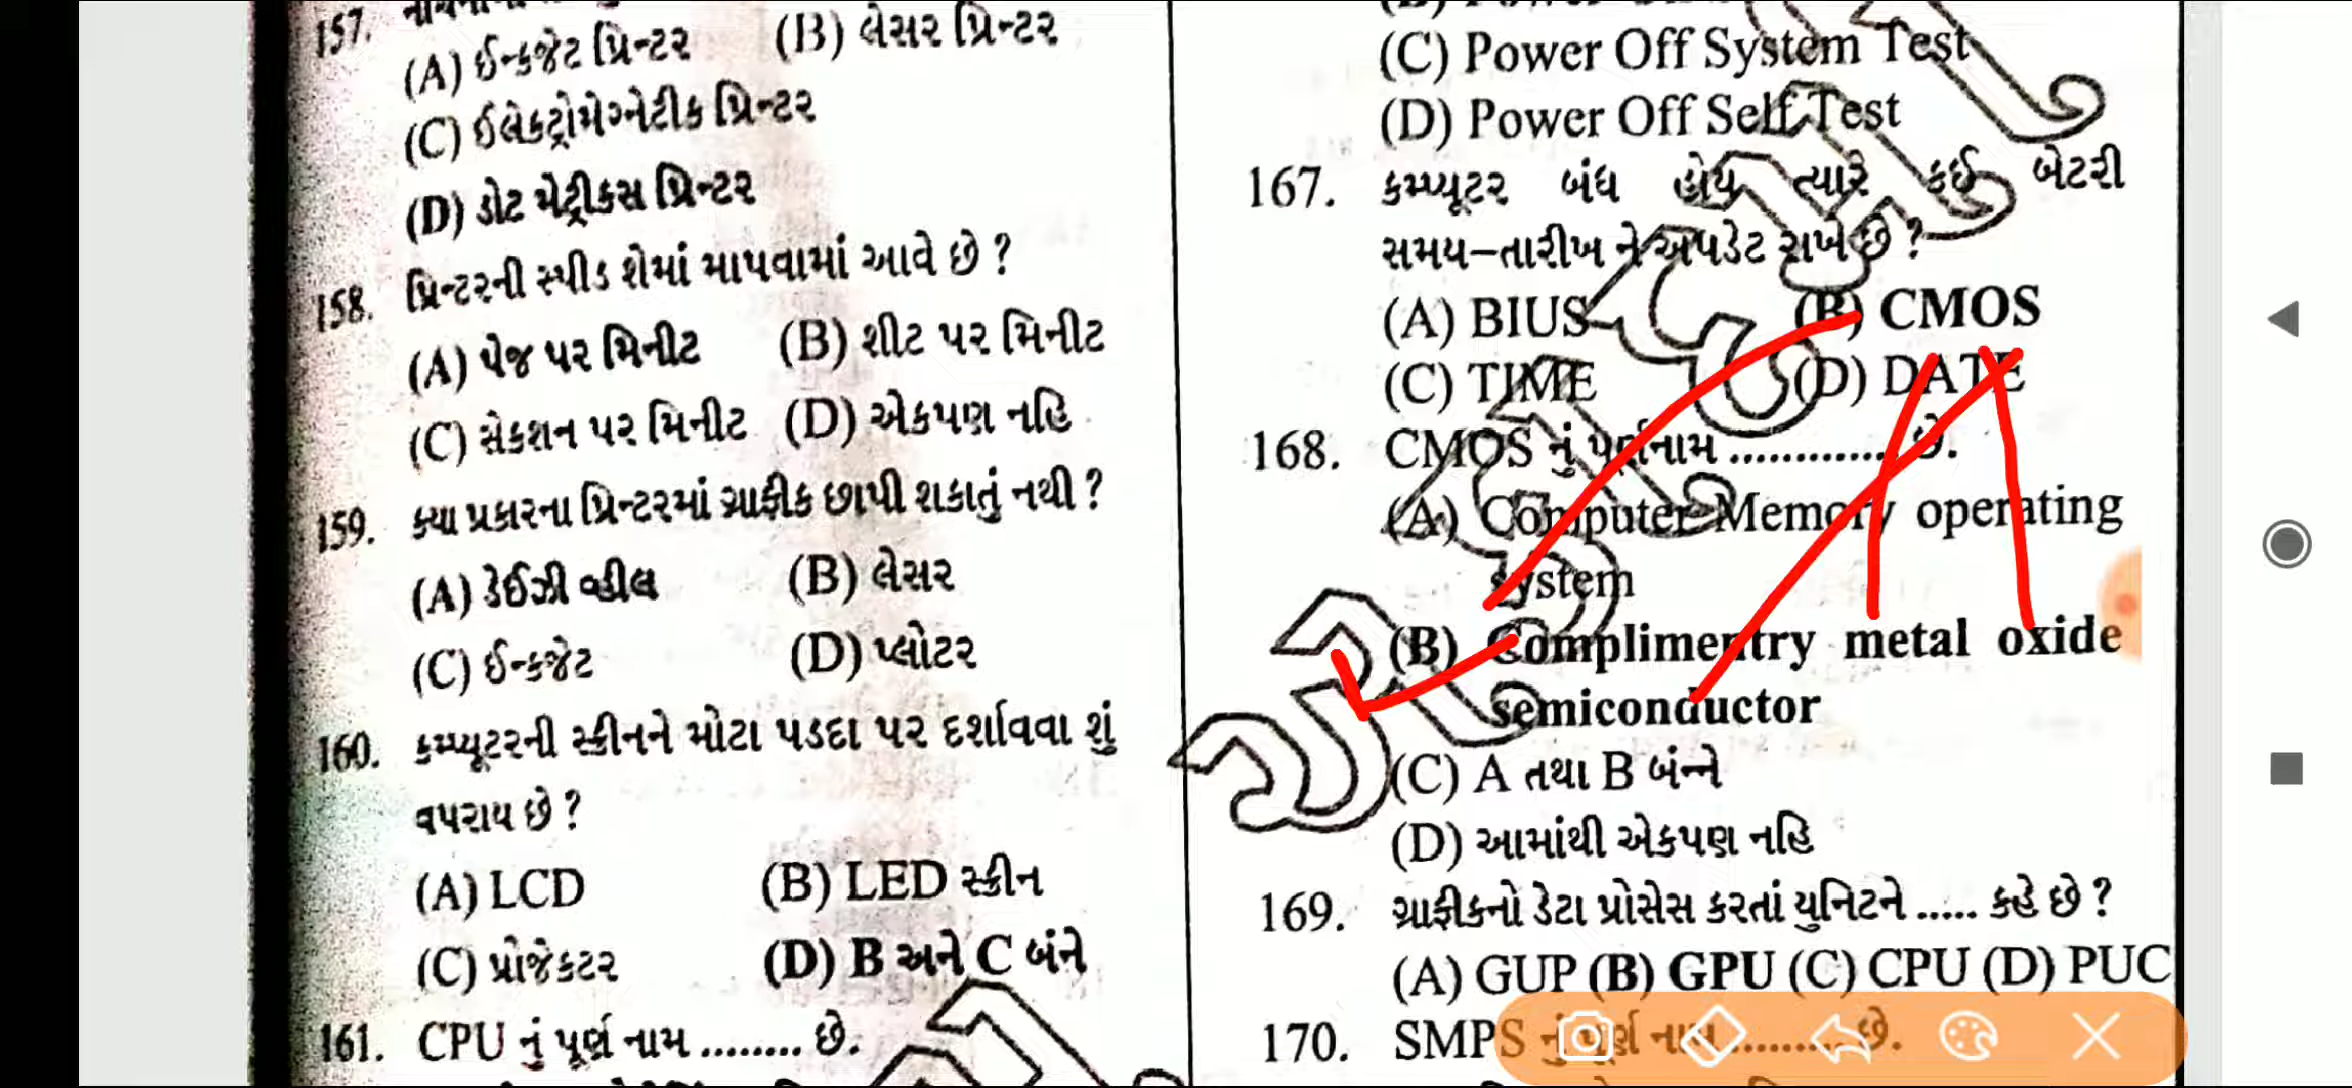 157.
(A) ઈન્કજેટ પ્રિન્ટર (B) લેસર પ્રિન્ટર
(C) ઈલેકટ્રોમેગ્નેટીક પ્રિન્ટર
(D) ડોટ મેટ્રીકસ પ્રિન્ટર
158. પ્રિન્ટરની સ્પીડ શેમાં માપવામાં આવે છે ?
(A) પેજ પર મિનીટ (B) શીટ પર મિનીટ
(C) સેકશન પર મિનીટ (D) એકપણ નહિ
159. ક્યા પ્રકારના પ્રિન્ટરમાં ગ્રાફીક છાપી શકાતું નથી ?
(A) ડેઈઝી વ્હીલ (B) લેસર
(C) ઈન્કજેટ (D) પ્લોટર
160. કમ્પ્યૂટરની સ્ક્રીનને મોટા પડદા પર દર્શાવવા શું
વપરાય છે ?
(A) LCD (B) LED સ્ક્રીન
(C) પ્રોજેકટર (D) B અને C બંને
161. CPU નું પૂર્ણ નામ ........ છે.
(C) Power Off System Test
(D) Power Off Self Test
167. કમ્પ્યૂટર બંધ હોય ત્યારે કઈ બેટરી
સમય–તારીખ ને અપડેટ રાખે છે ?
(A) BIUS (B) CMOS
(C) TIME (D) DATE
168. CMOS નું પૂર્ણનામ ............. છે.
(A) Computer Memory operating
system
(B) Complimentry metal oxide
semiconductor
(C) A તથા B બંન્ને
(D) આમાંથી એકપણ નહિ
169. ગ્રાફીકનો ડેટા પ્રોસેસ કરતાં યુનિટને ..... કહે છે ?
(A) GUP (B) GPU (C) CPU (D) PUC
170. SMPS નું પૂર્ણ નામ .......... છે.